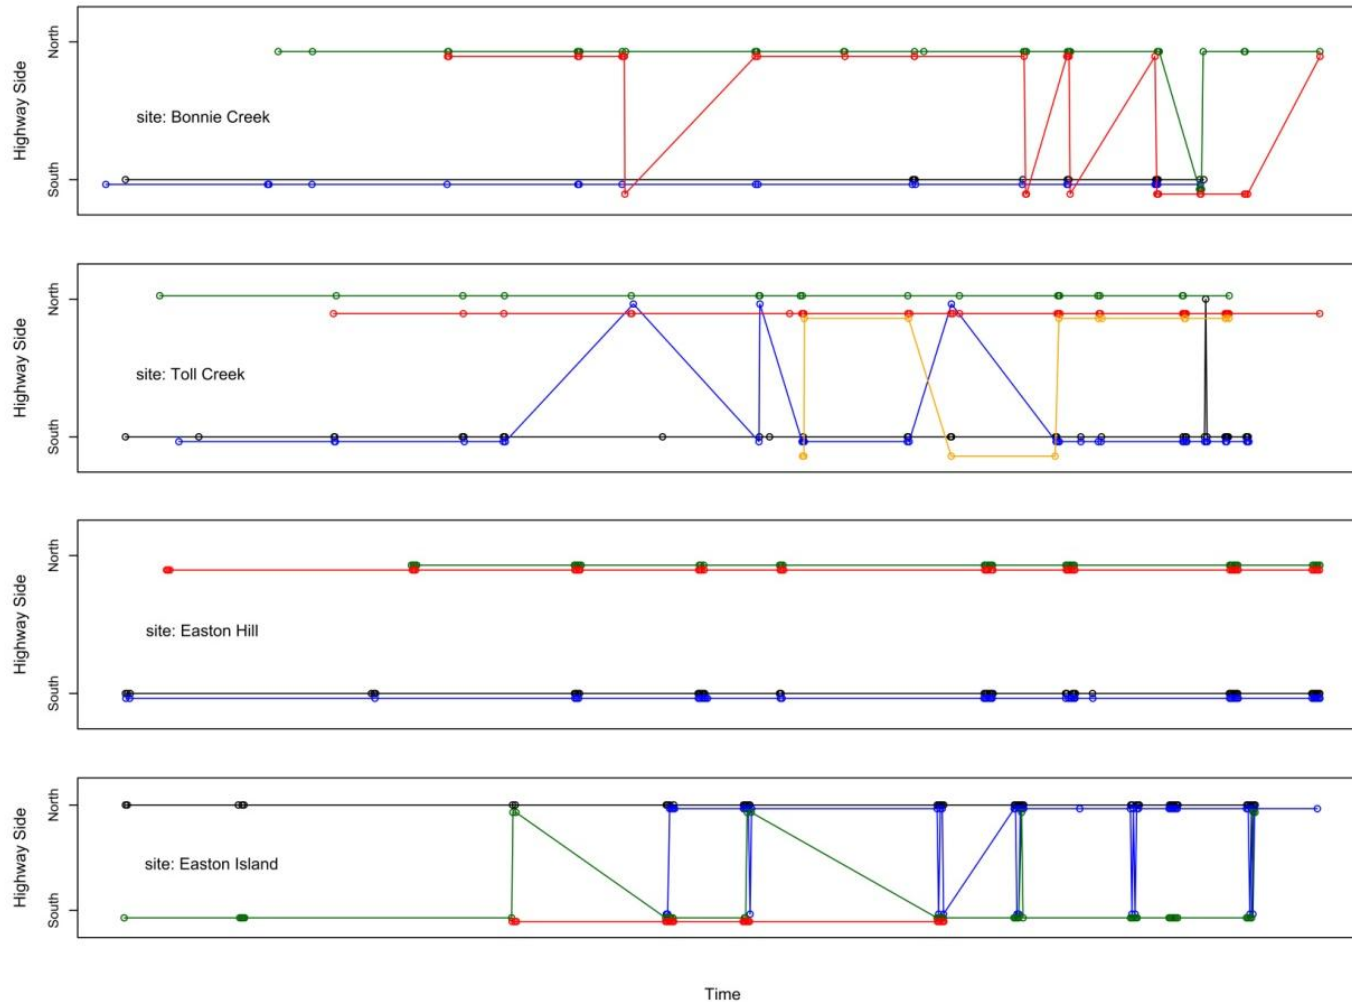 Highway Side
North
South
site: Bonnie Creek
Highway Side
North
South
site: Toll Creek
Highway Side
North
South
site: Easton Hill
Highway Side
North
South
site: Easton Island
Time